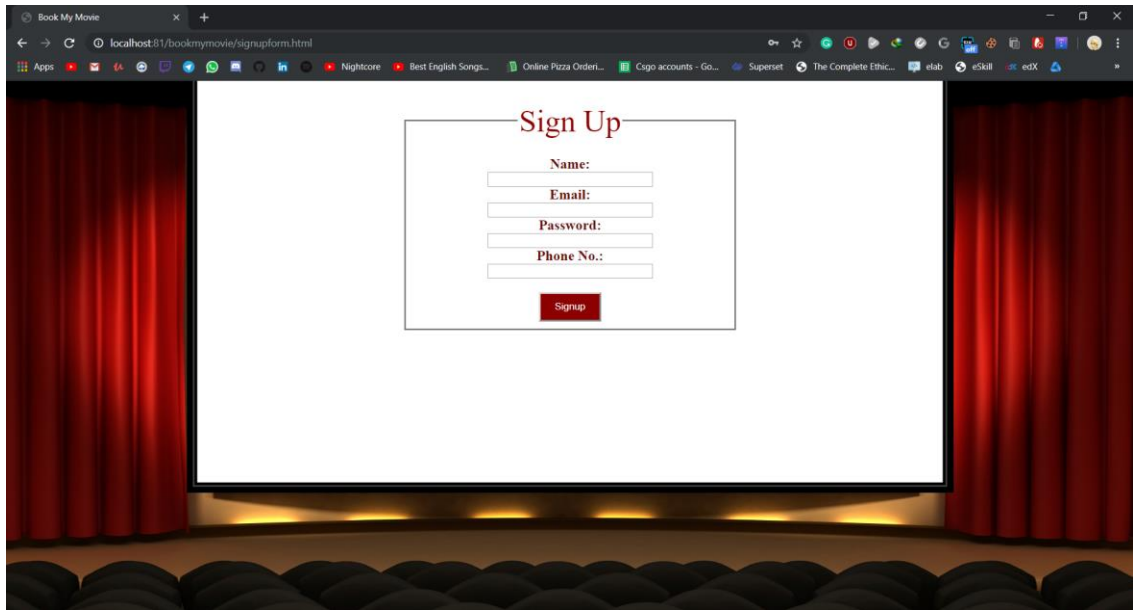 Book My Movie
localhost:81/bookmymovie/signupform.html
Apps Nightcore Best English Songs... Online Pizza Orderi... Csgo accounts - Go... Superset The Complete Ethic... elab eSkill edX »
Sign Up
Name:
Email:
Password:
Phone No.:
Signup